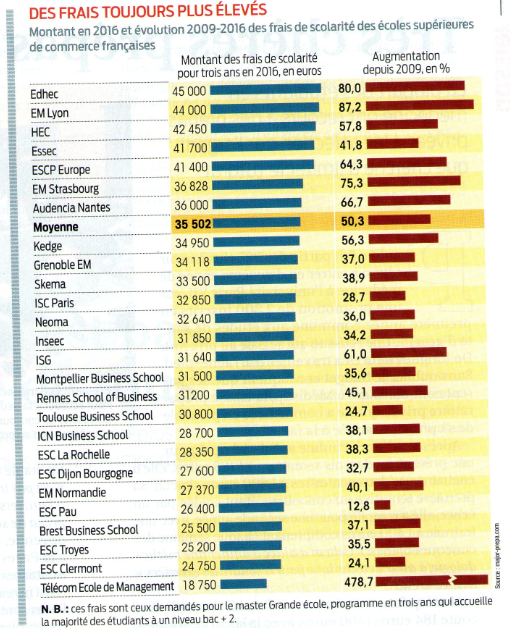 DES FRAIS TOUJOURS PLUS ÉLEVÉS
Montant en 2016 et évolution 2009-2016 des frais de scolarité des écoles supérieures
de commerce françaises
Montant des frais de scolarité
pour trois ans en 2016, en euros
Augmentation
depuis 2009, en %
Edhec 45 000 80,0
EM Lyon 44 000 87,2
HEC 42 450 57,8
Essec 41 700 41,8
ESCP Europe 41 400 64,3
EM Strasbourg 36 828 75,3
Audencia Nantes 36 000 66,7
Moyenne 35 502 50,3
Kedge 34 950 56,3
Grenoble EM 34 118 37,0
Skema 33 500 38,9
ISC Paris 32 850 28,7
Neoma 32 640 36,0
Inseec 31 850 34,2
ISG 31 640 61,0
Montpellier Business School 31 500 35,6
Rennes School of Business 31200 45,1
Toulouse Business School 30 800 24,7
ICN Business School 28 700 38,1
ESC La Rochelle 28 350 38,3
ESC Dijon Bourgogne 27 600 32,7
EM Normandie 27 370 40,1
ESC Pau 26 400 12,8
Brest Business School 25 500 37,1
ESC Troyes 25 200 35,5
ESC Clermont 24 750 24,1
Télécom Ecole de Management 18 750 478,7
Source : major-prepa.com
N. B. : ces frais sont ceux demandés pour le master Grande école, programme en trois ans qui accueille
la majorité des étudiants à un niveau bac + 2.